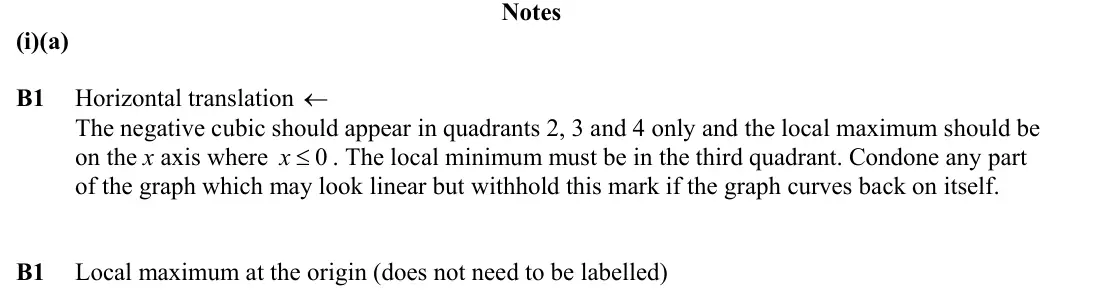 Notes
(i)(a)
B1 Horizontal translation ←
The negative cubic should appear in quadrants 2, 3 and 4 only and the local maximum should be
on the x axis where x ≤ 0 . The local minimum must be in the third quadrant. Condone any part
of the graph which may look linear but withhold this mark if the graph curves back on itself.
B1 Local maximum at the origin (does not need to be labelled)